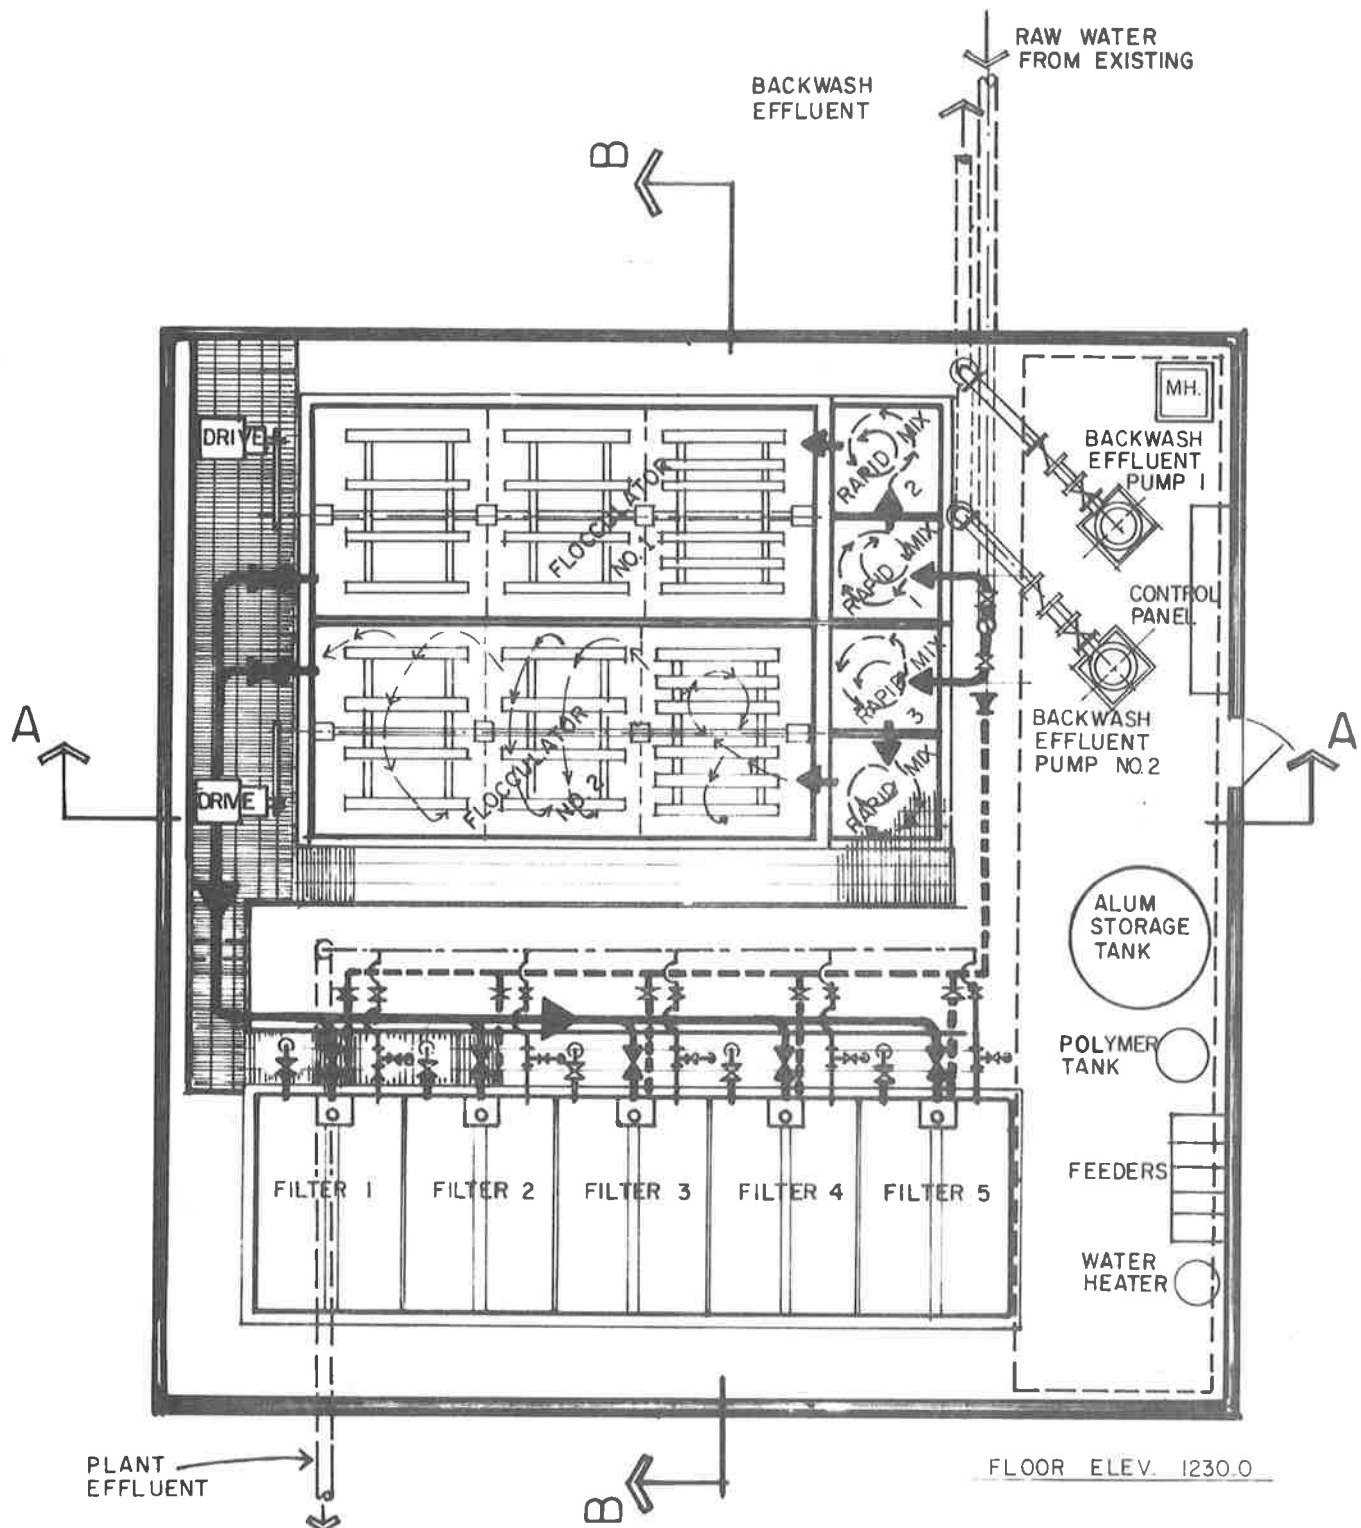 RAW WATER
FROM EXISTING
BACKWASH
EFFLUENT
B
MH.
DRIVE
BACKWASH
EFFLUENT
PUMP 1
RAPID MIX
2
FLOCCULATOR
NO. 1
RAPID MIX
1
CONTROL
PANEL
RAPID MIX
3
BACKWASH
EFFLUENT
PUMP NO. 2
A
A
DRIVE
FLOCCULATOR
NO. 2
RAPID MIX
ALUM
STORAGE
TANK
POLYMER
TANK
FILTER 1
FILTER 2
FILTER 3
FILTER 4
FILTER 5
FEEDERS
WATER
HEATER
PLANT
EFFLUENT
B
FLOOR ELEV. 1230.0